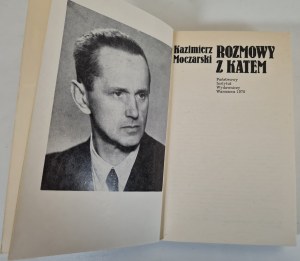 Kazimierz
Moczarski
ROZMOWY
Z KATEM
Państwowy
Instytut
Wydawniczy
Warszawa 1978